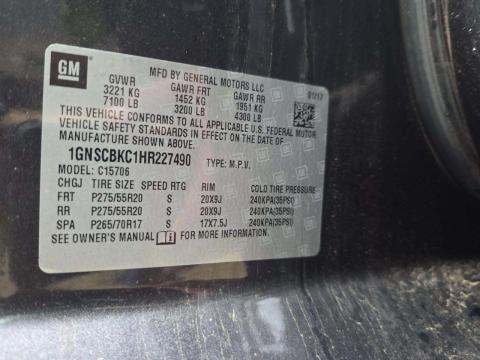 GM
MFD BY GENERAL MOTORS LLC
GVWR GAWR FRT GAWR RR 01/17
3221 KG 1452 KG 1951 KG
7100 LB 3200 LB 4300 LB
THIS VEHICLE CONFORMS TO ALL APPLICABLE U.S. FEDERAL MOTOR
VEHICLE SAFETY STANDARDS IN EFFECT ON THE DATE OF
MANUFACTURE SHOWN ABOVE.
1GNSCBKC1HR227490 TYPE: M.P.V.
MODEL: C15706
CHGJ TIRE SIZE SPEED RTG RIM COLD TIRE PRESSURE
FRT P275/55R20 S 20X9J 240KPA(35PSI)
RR P275/55R20 S 20X9J 240KPA(35PSI)
SPA P265/70R17 S 17X7.5J 240KPA(35PSI)
SEE OWNER'S MANUAL FOR MORE INFORMATION.